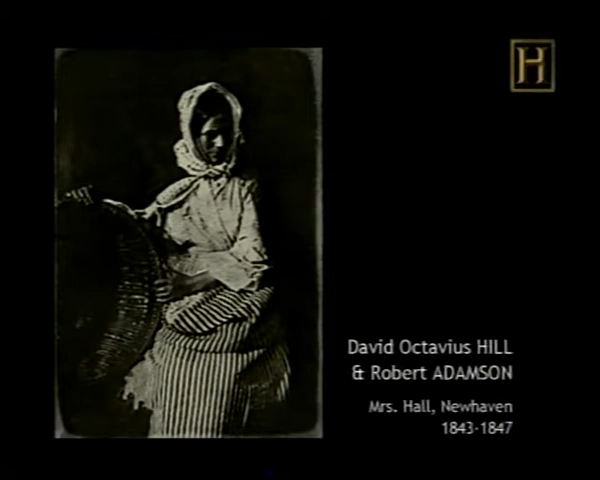 H
David Octavius HILL
& Robert ADAMSON
Mrs. Hall, Newhaven
1843-1847